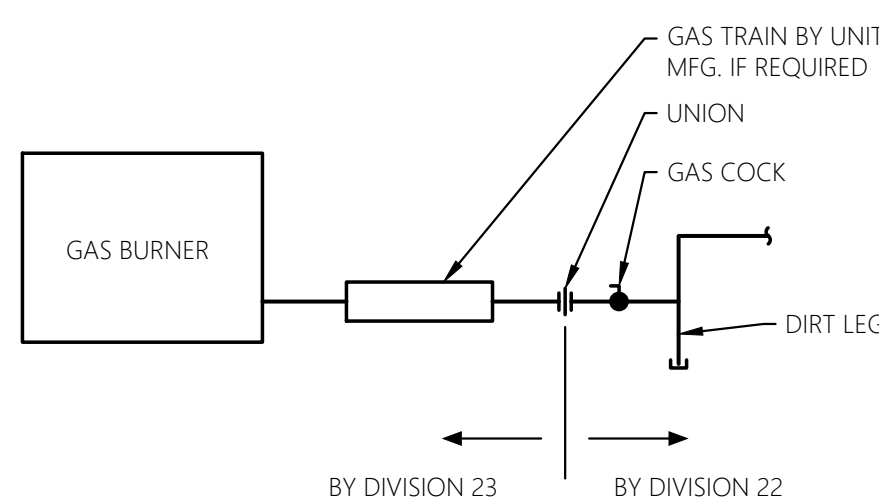 GAS TRAIN BY UNIT
MFG. IF REQUIRED
UNION
GAS COCK
GAS BURNER
DIRT LEG
BY DIVISION 23
BY DIVISION 22